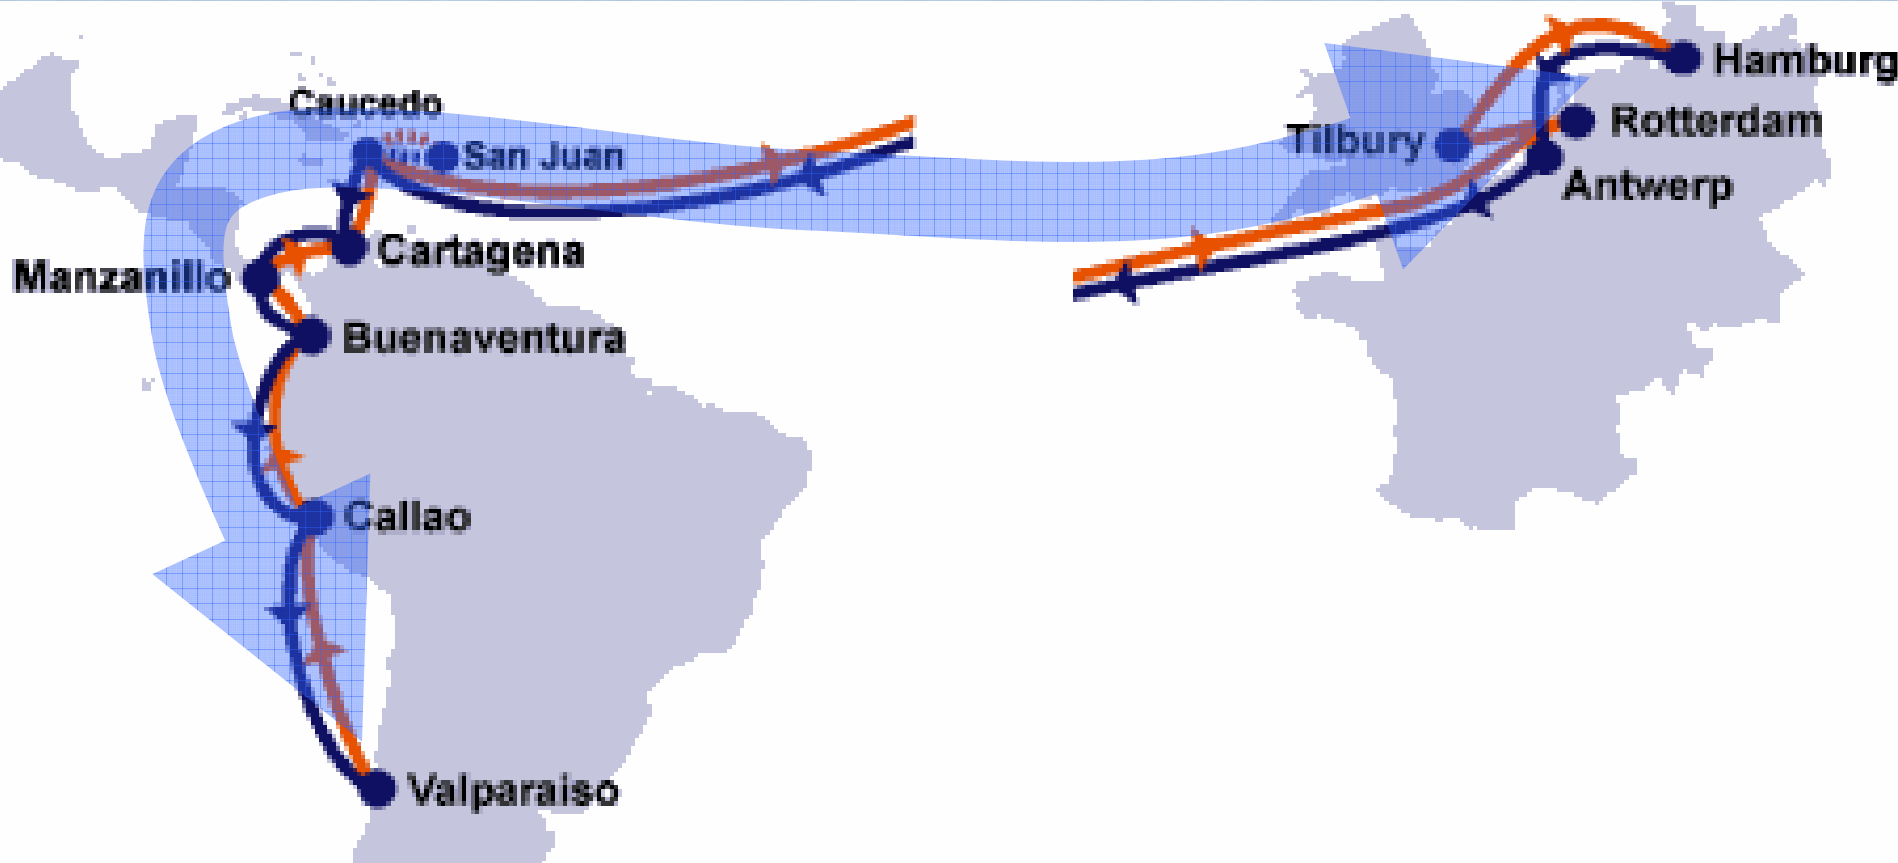 Hamburg
Caucedo
Rotterdam
Tilbury
San Juan
Antwerp
Cartagena
Manzanillo
Buenaventura
Callao
Valparaiso